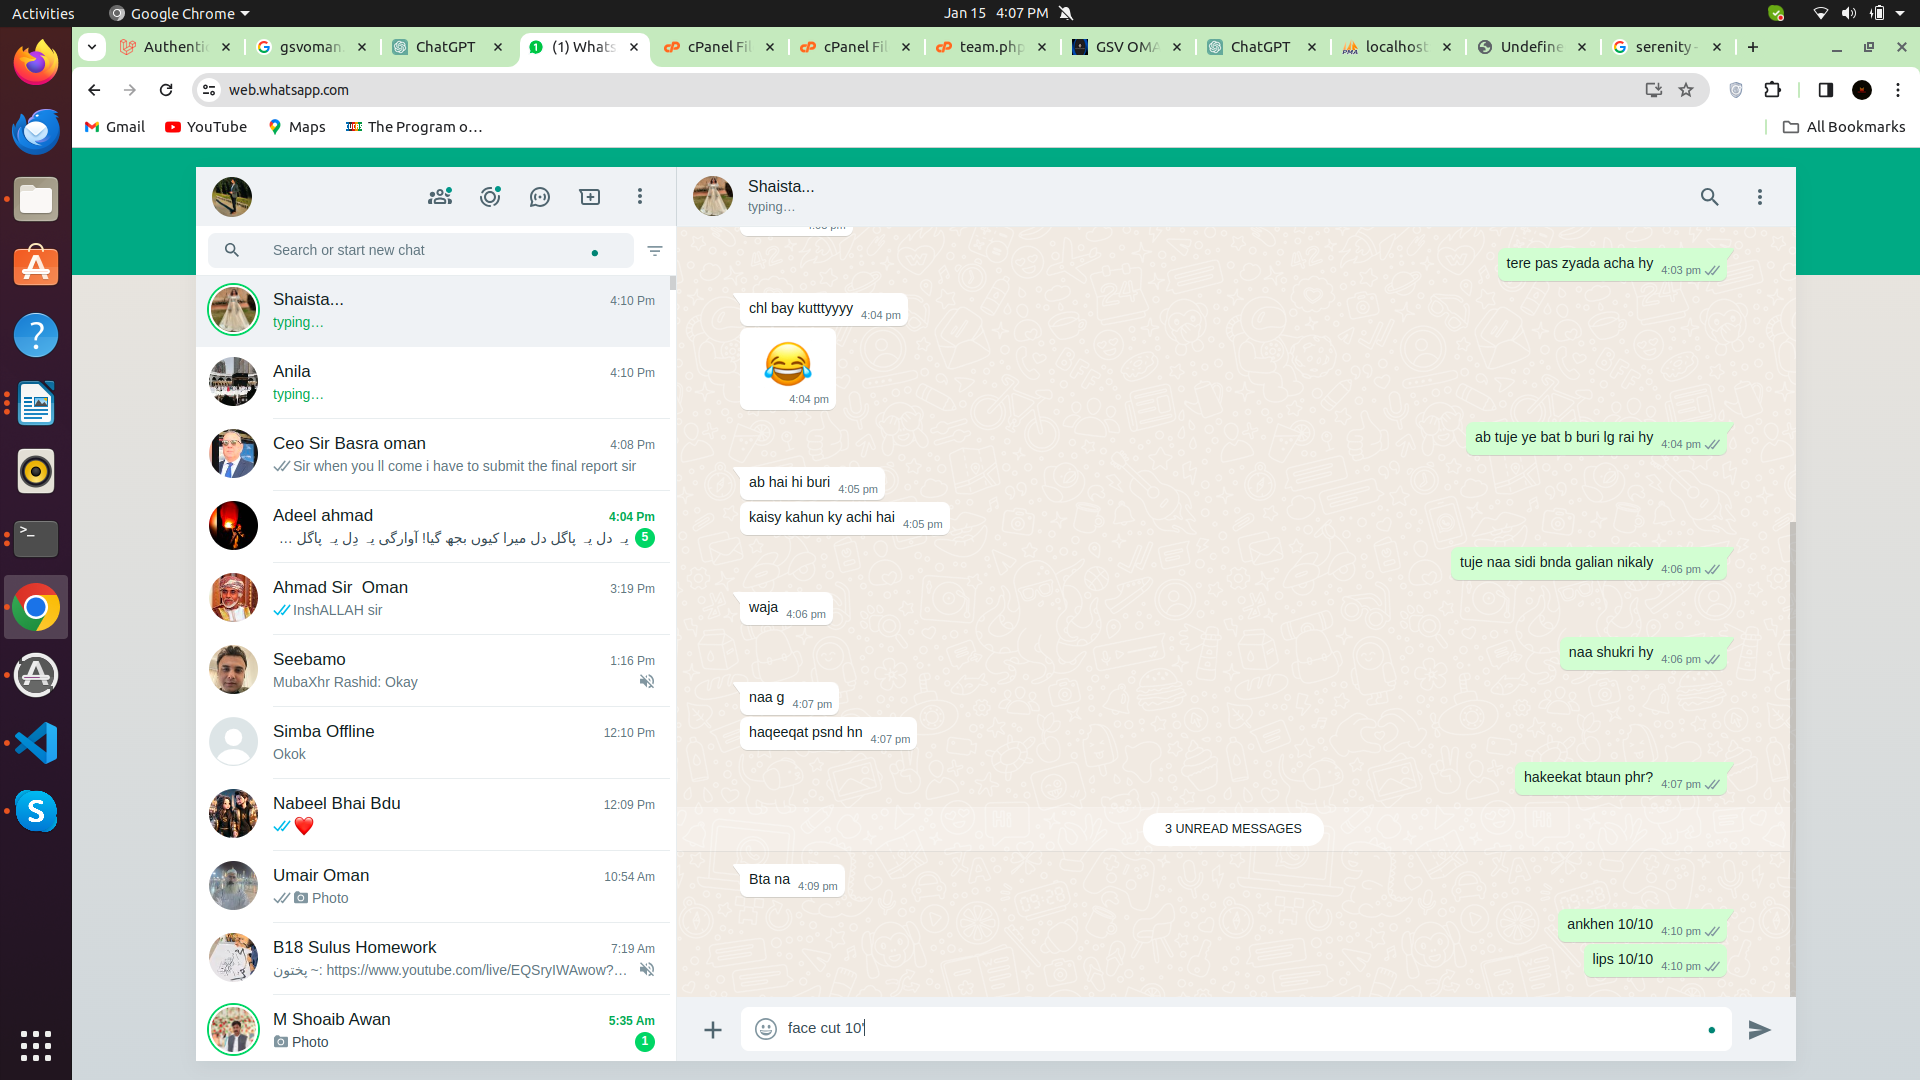 Activities
Google Chrome
Jan 15 4:07 PM
Authentic
gsvoman.
ChatGPT
(1) Whats
cPanel Fil
cPanel Fil
team.php
GSV OMA
ChatGPT
localhost
Undefine
serenity -
web.whatsapp.com
Gmail
YouTube
Maps
The Program o…
All Bookmarks
Search or start new chat
Shaista...
4:10 Pm
typing…
Anila
4:10 Pm
typing…
Ceo Sir Basra oman
4:08 Pm
Sir when you ll come i have to submit the final report sir
Adeel ahmad
4:04 Pm
یہ دل یہ پاگل دل میرا کیوں بجھ گیا! آوارگی یہ دِل یہ پاگل ...
5
Ahmad Sir Oman
3:19 Pm
InshALLAH sir
Seebamo
1:16 Pm
MubaXhr Rashid: Okay
Simba Offline
12:10 Pm
Okok
Nabeel Bhai Bdu
12:09 Pm
Umair Oman
10:54 Am
Photo
B18 Sulus Homework
7:19 Am
پختون ~: https://www.youtube.com/live/EQSryIWAwow?...
M Shoaib Awan
5:35 Am
Photo
1
Shaista...
typing…
tere pas zyada acha hy 4:03 pm
chl bay kutttyyyy 4:04 pm
😂
4:04 pm
ab tuje ye bat b buri lg rai hy 4:04 pm
ab hai hi buri 4:05 pm
kaisy kahun ky achi hai 4:05 pm
tuje naa sidi bnda galian nikaly 4:06 pm
waja 4:06 pm
naa shukri hy 4:06 pm
naa g 4:07 pm
haqeeqat psnd hn 4:07 pm
hakeekat btaun phr? 4:07 pm
3 UNREAD MESSAGES
Bta na 4:09 pm
ankhen 10/10 4:10 pm
lips 10/10 4:10 pm
face cut 10'